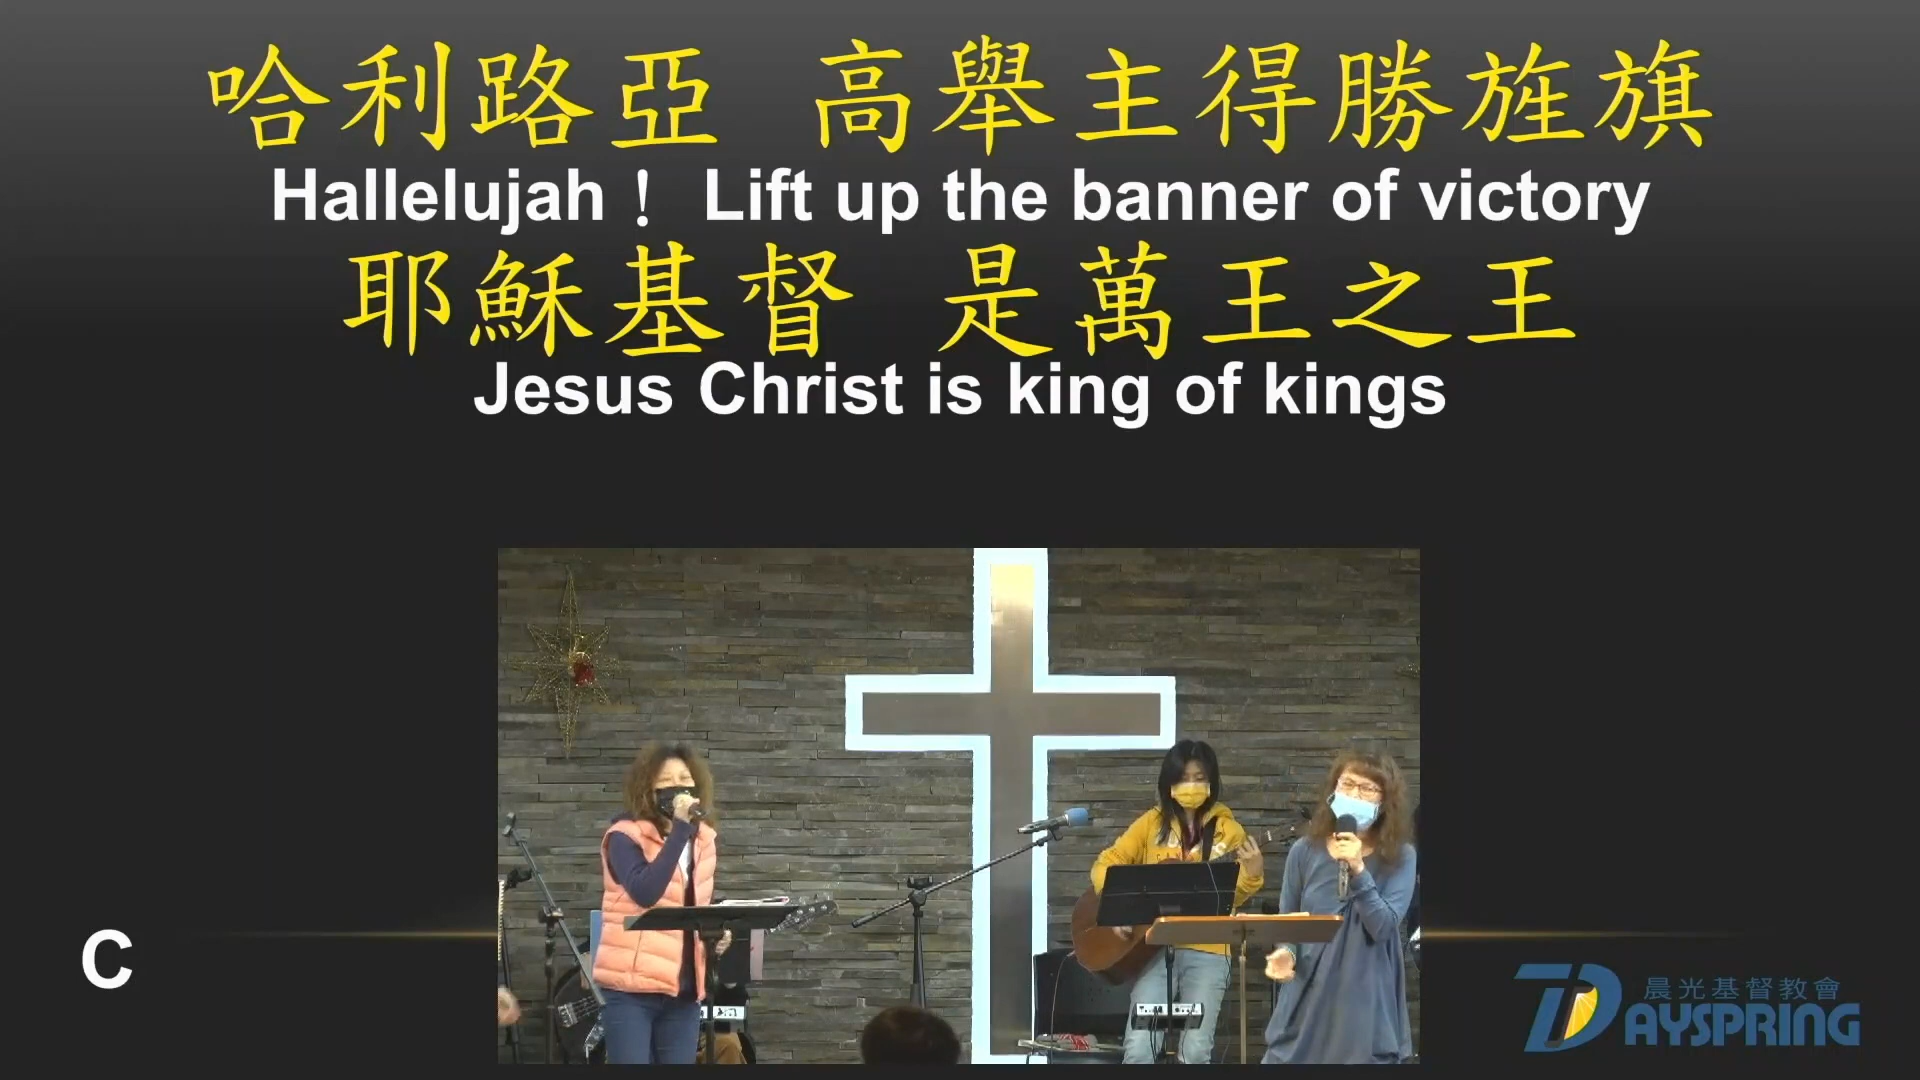 哈利路亞 高舉主得勝旌旗
Hallelujah！ Lift up the banner of victory
耶穌基督 是萬王之王
Jesus Christ is king of kings
C
晨光基督教會
DAYSPRING